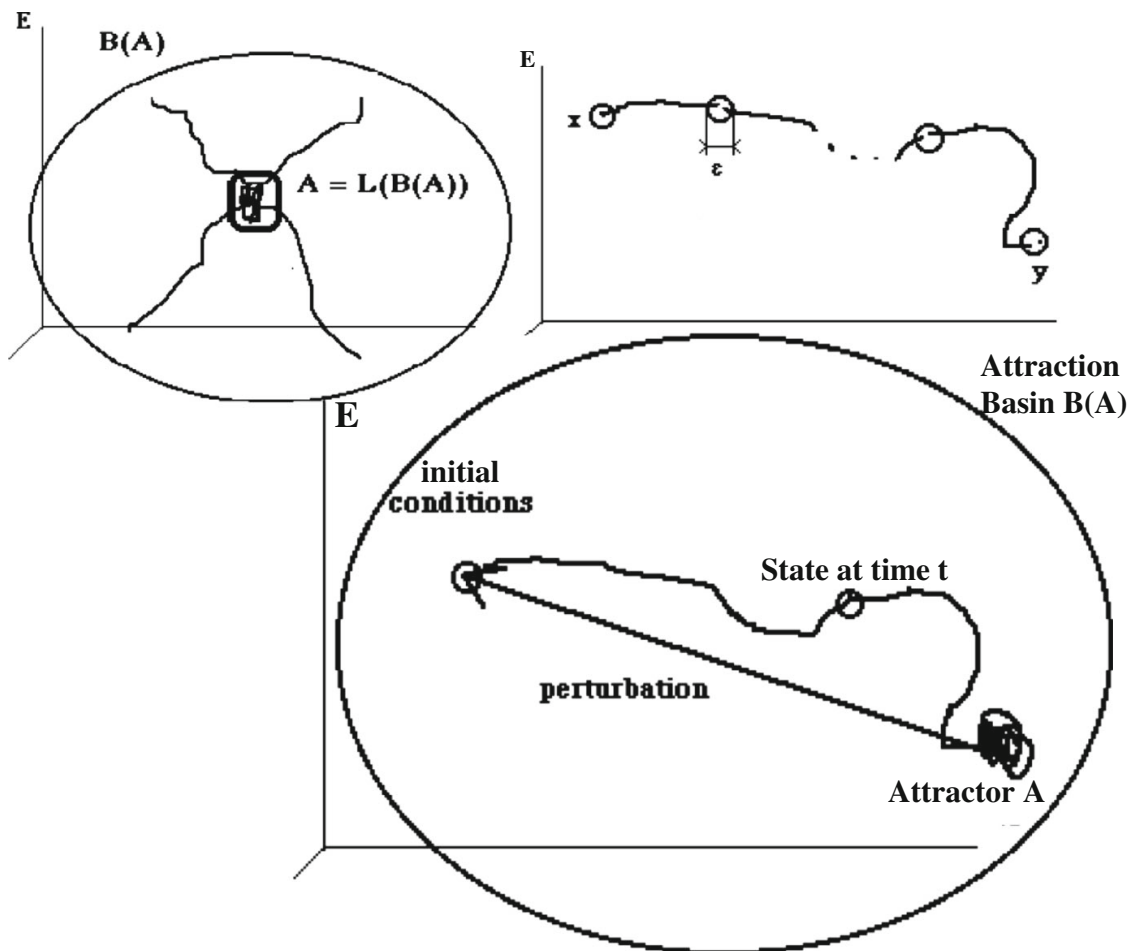 E
B(A)
A = L(B(A))
E
x
ε
y
Attraction
Basin B(A)
E
initial
conditions
State at time t
perturbation
Attractor A